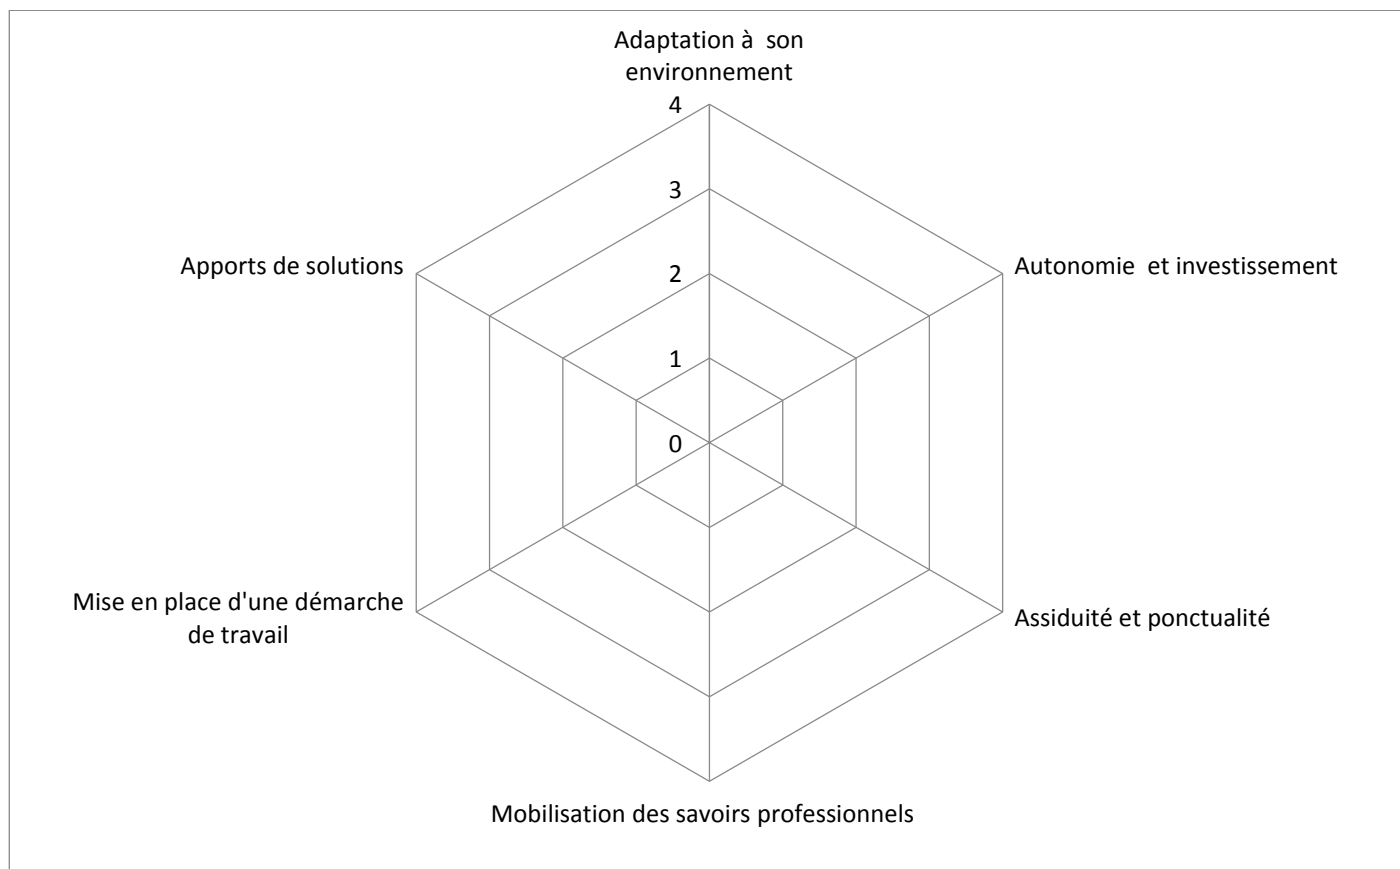 Adaptation à  son
environnement
4
3
2
1
0
Autonomie  et investissement
Assiduité et ponctualité
Mobilisation des savoirs professionnels
Mise en place d'une démarche
de travail
Apports de solutions